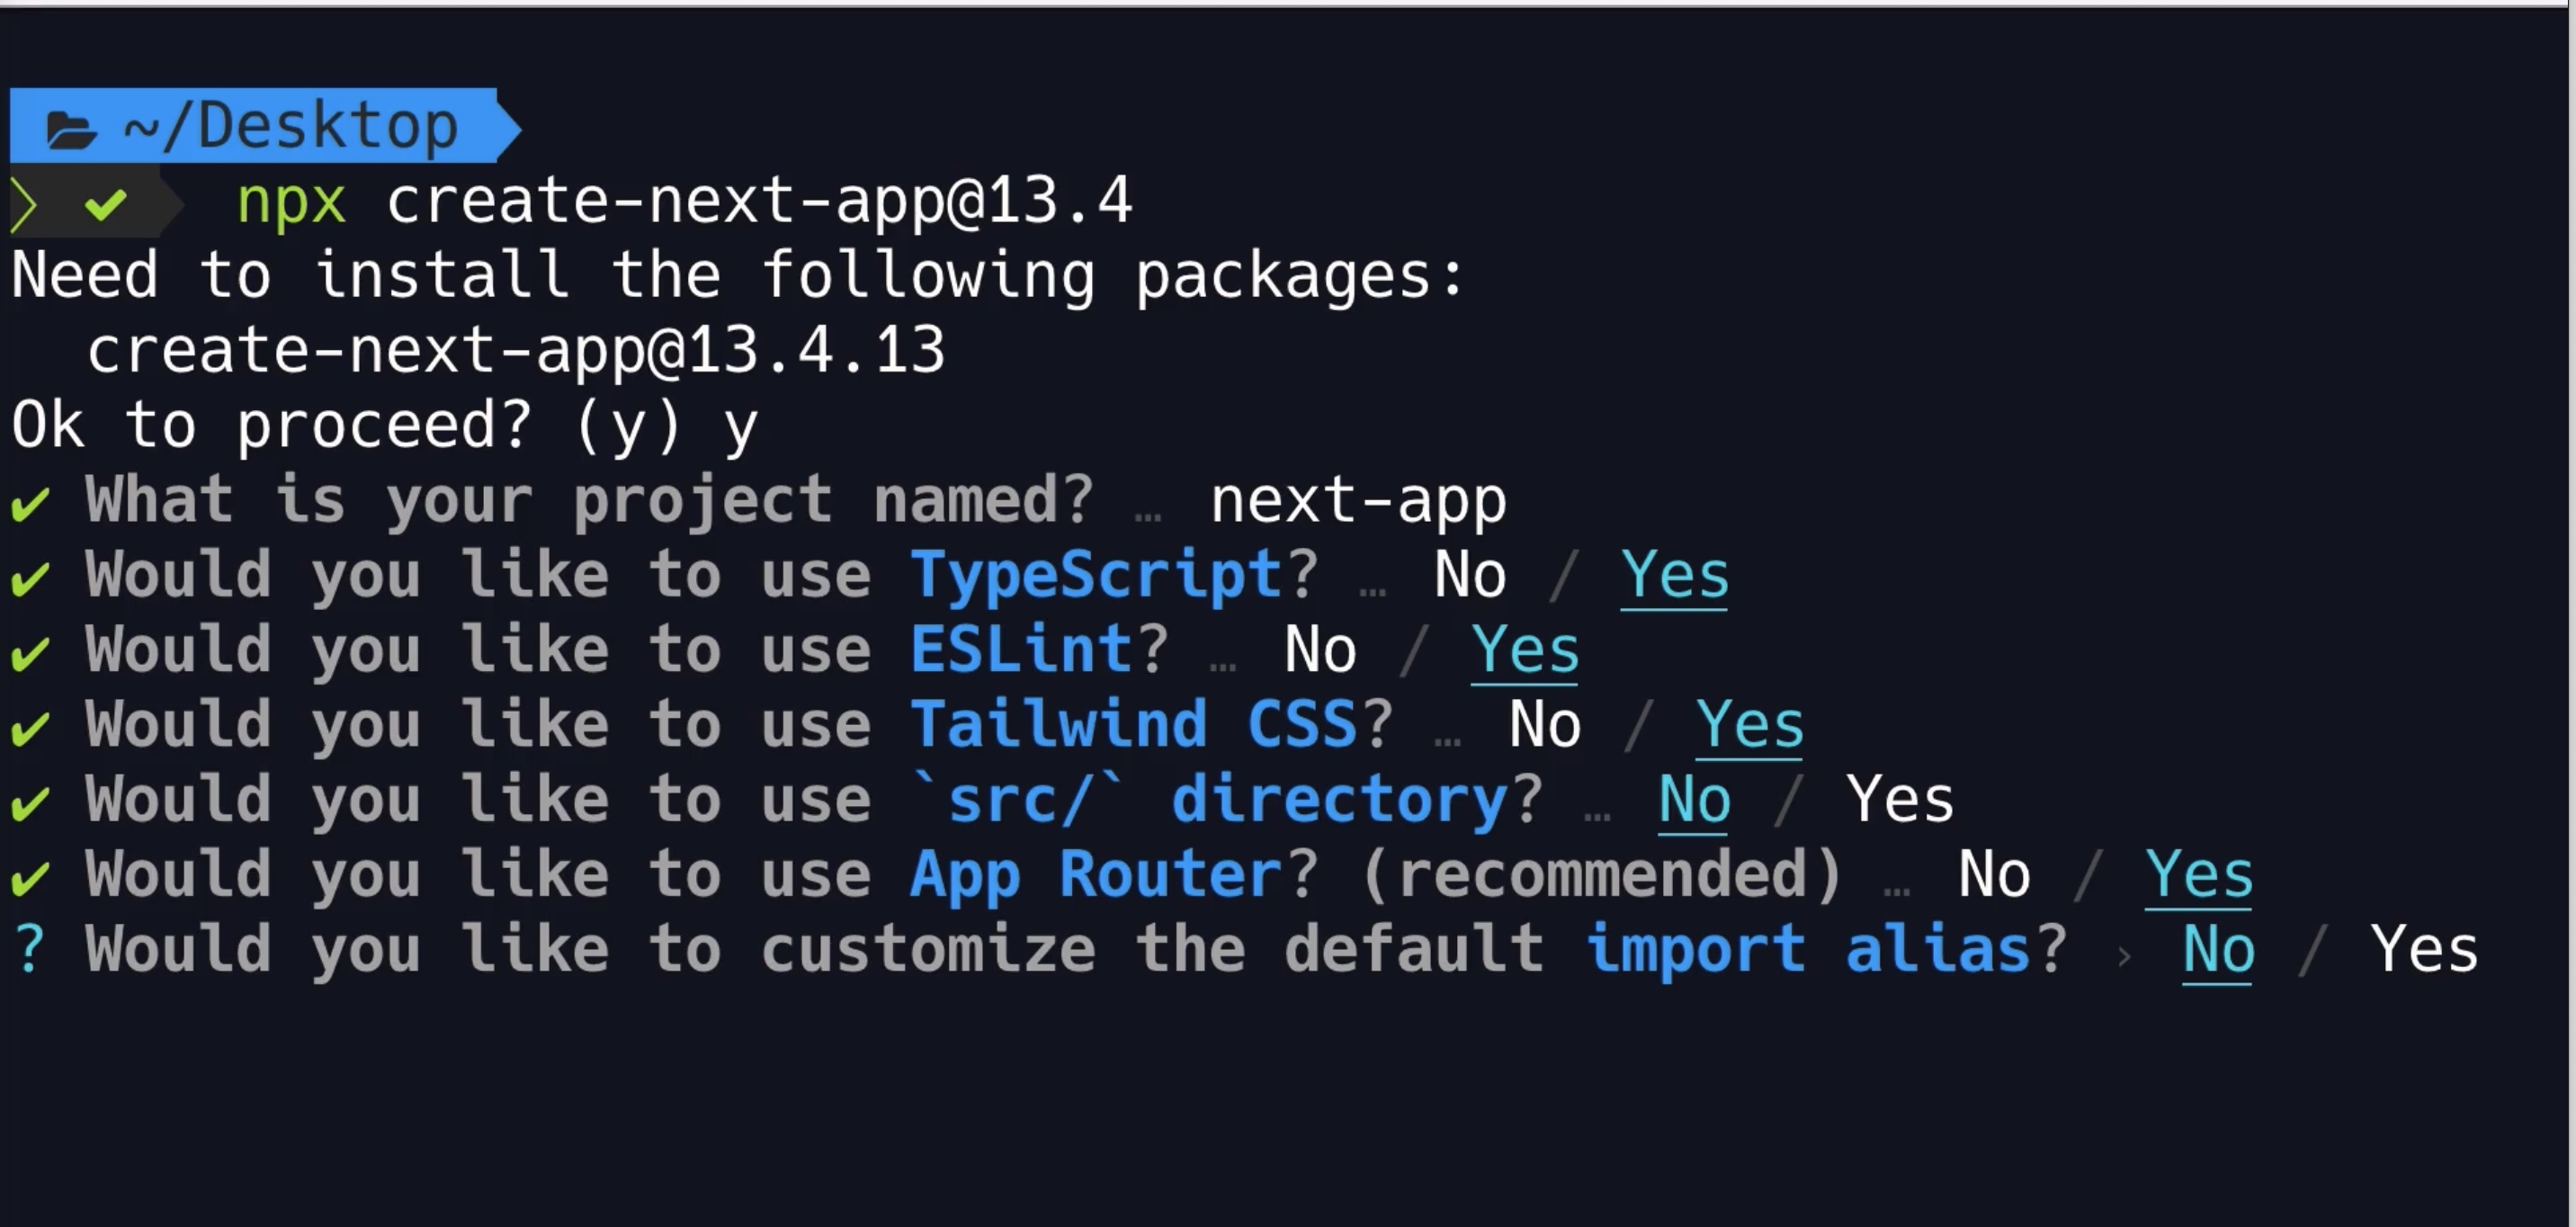 ~/Desktop
npx create-next-app@13.4
Need to install the following packages:
create-next-app@13.4.13
Ok to proceed? (y) y
✔ What is your project named? … next-app
✔ Would you like to use TypeScript? … No / Yes
✔ Would you like to use ESLint? … No / Yes
✔ Would you like to use Tailwind CSS? … No / Yes
✔ Would you like to use `src/` directory? … No / Yes
✔ Would you like to use App Router? (recommended) … No / Yes
? Would you like to customize the default import alias? › No / Yes